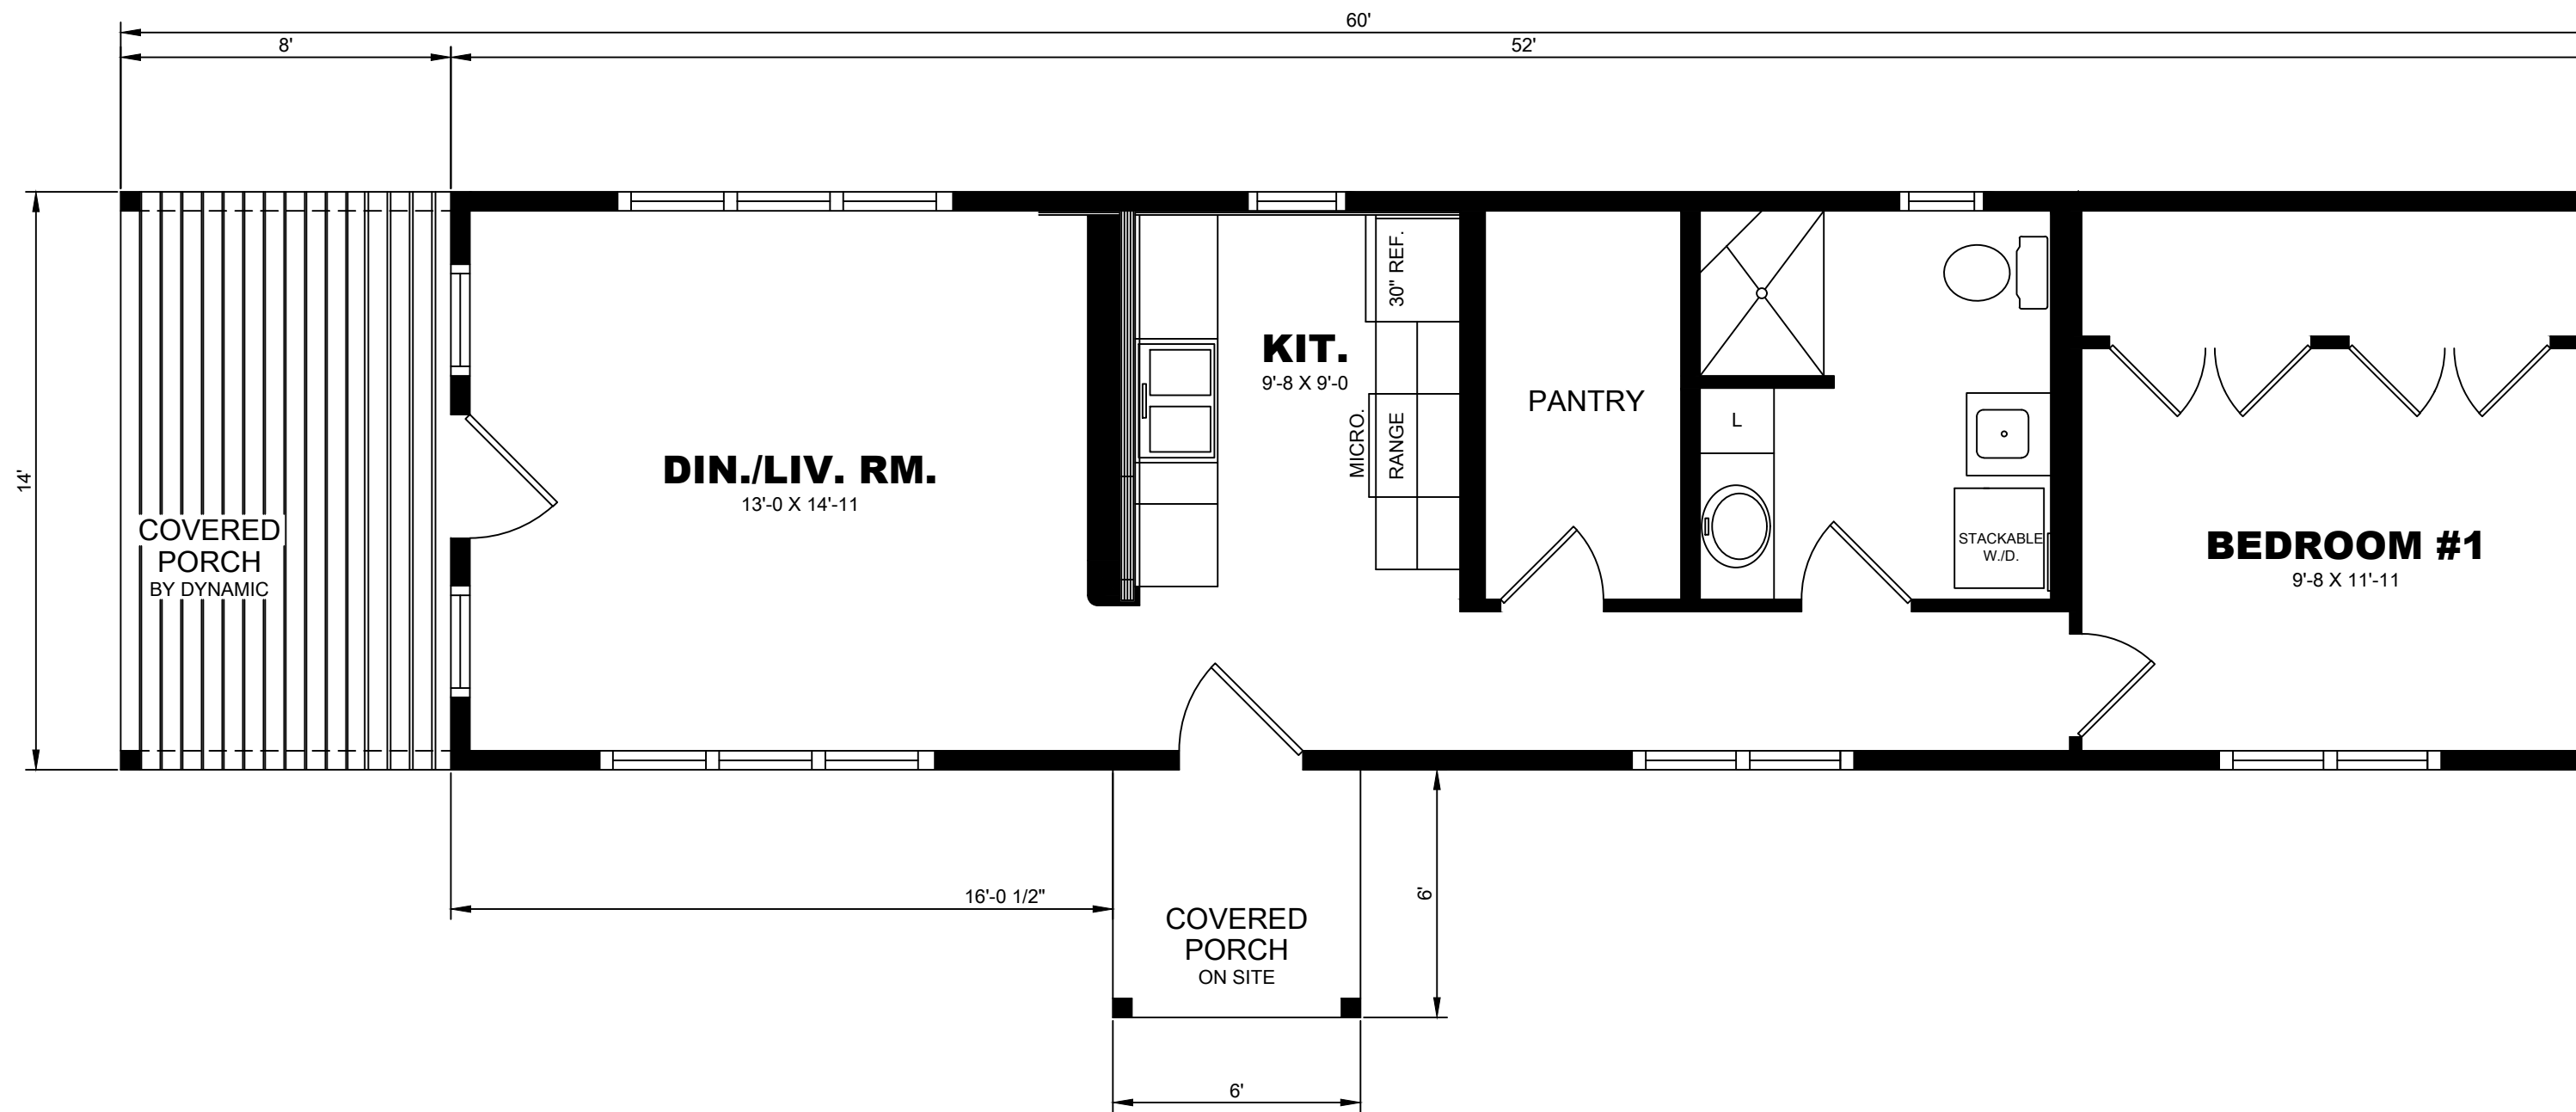 60'
8'
52'
14'
COVERED
PORCH
BY DYNAMIC
DIN./LIV. RM.
13'-0 X 14'-11
KIT.
9'-8 X 9'-0
30" REF.
MICRO.
RANGE
PANTRY
L
STACKABLE
W./D.
BEDROOM #1
9'-8 X 11'-11
16'-0 1/2"
6'
COVERED
PORCH
ON SITE
6'